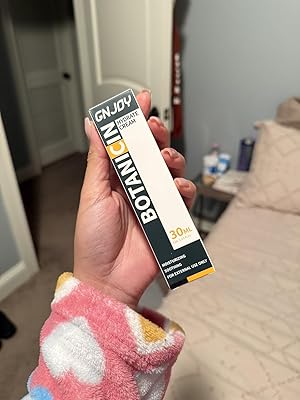 GNJOY
HYDRATE
CREAM
BOTANICIN
30ML
MOISTURIZING
SOOTHING
FOR EXTERNAL USE ONLY